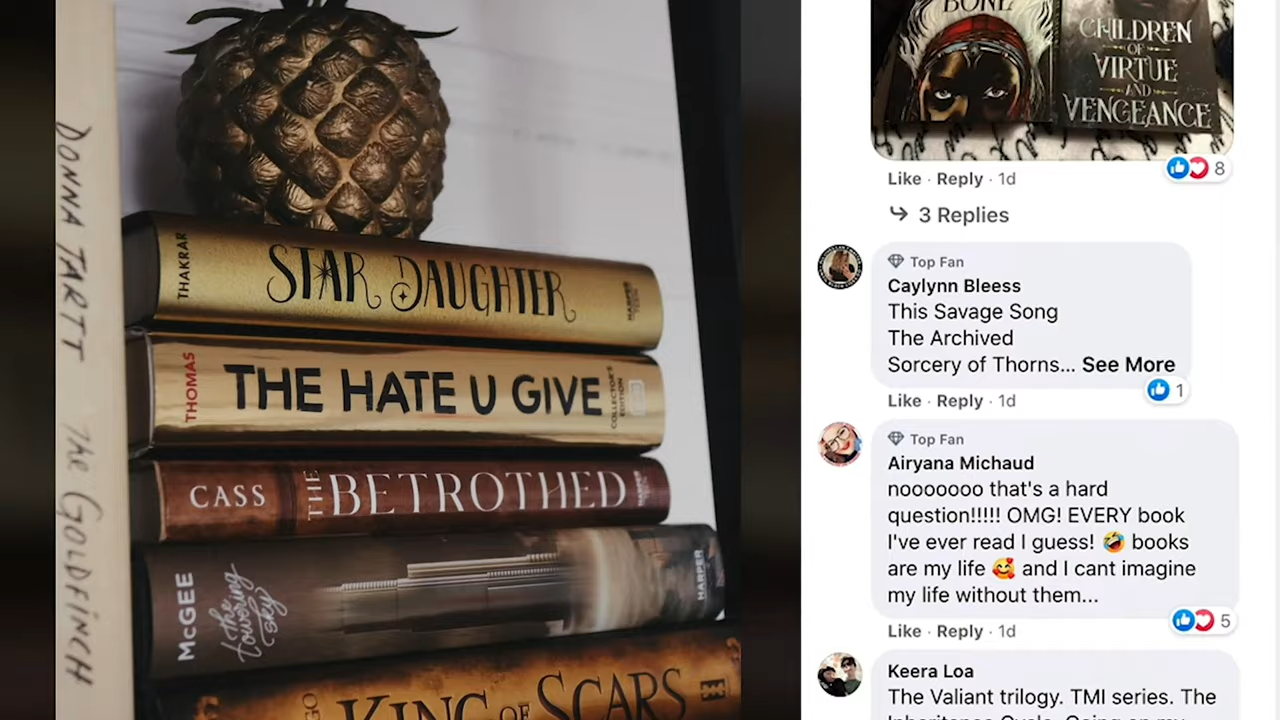 DONNA TARTT The GOLDFINCH
THAKRAR
STAR DAUGHTER
HARPER
TEEN
THOMAS
THE HATE U GIVE
COLLECTOR'S
EDITION
CASS
THE BETROTHED
McGEE
the
towering
sky
HARPER
GO
KING OF SCARS
BONE
CHILDREN
OF
VIRTUE
AND
VENGEANCE
Like · Reply · 1d
8
3 Replies
Top Fan
Caylynn Bleess
This Savage Song
The Archived
Sorcery of Thorns... See More
1
Like · Reply · 1d
Top Fan
Airyana Michaud
nooooooo that's a hard
question!!!!! OMG! EVERY book
I've ever read I guess! 🤣 books
are my life 🥰 and I cant imagine
my life without them...
Like · Reply · 1d
5
Keera Loa
The Valiant trilogy. TMI series. The